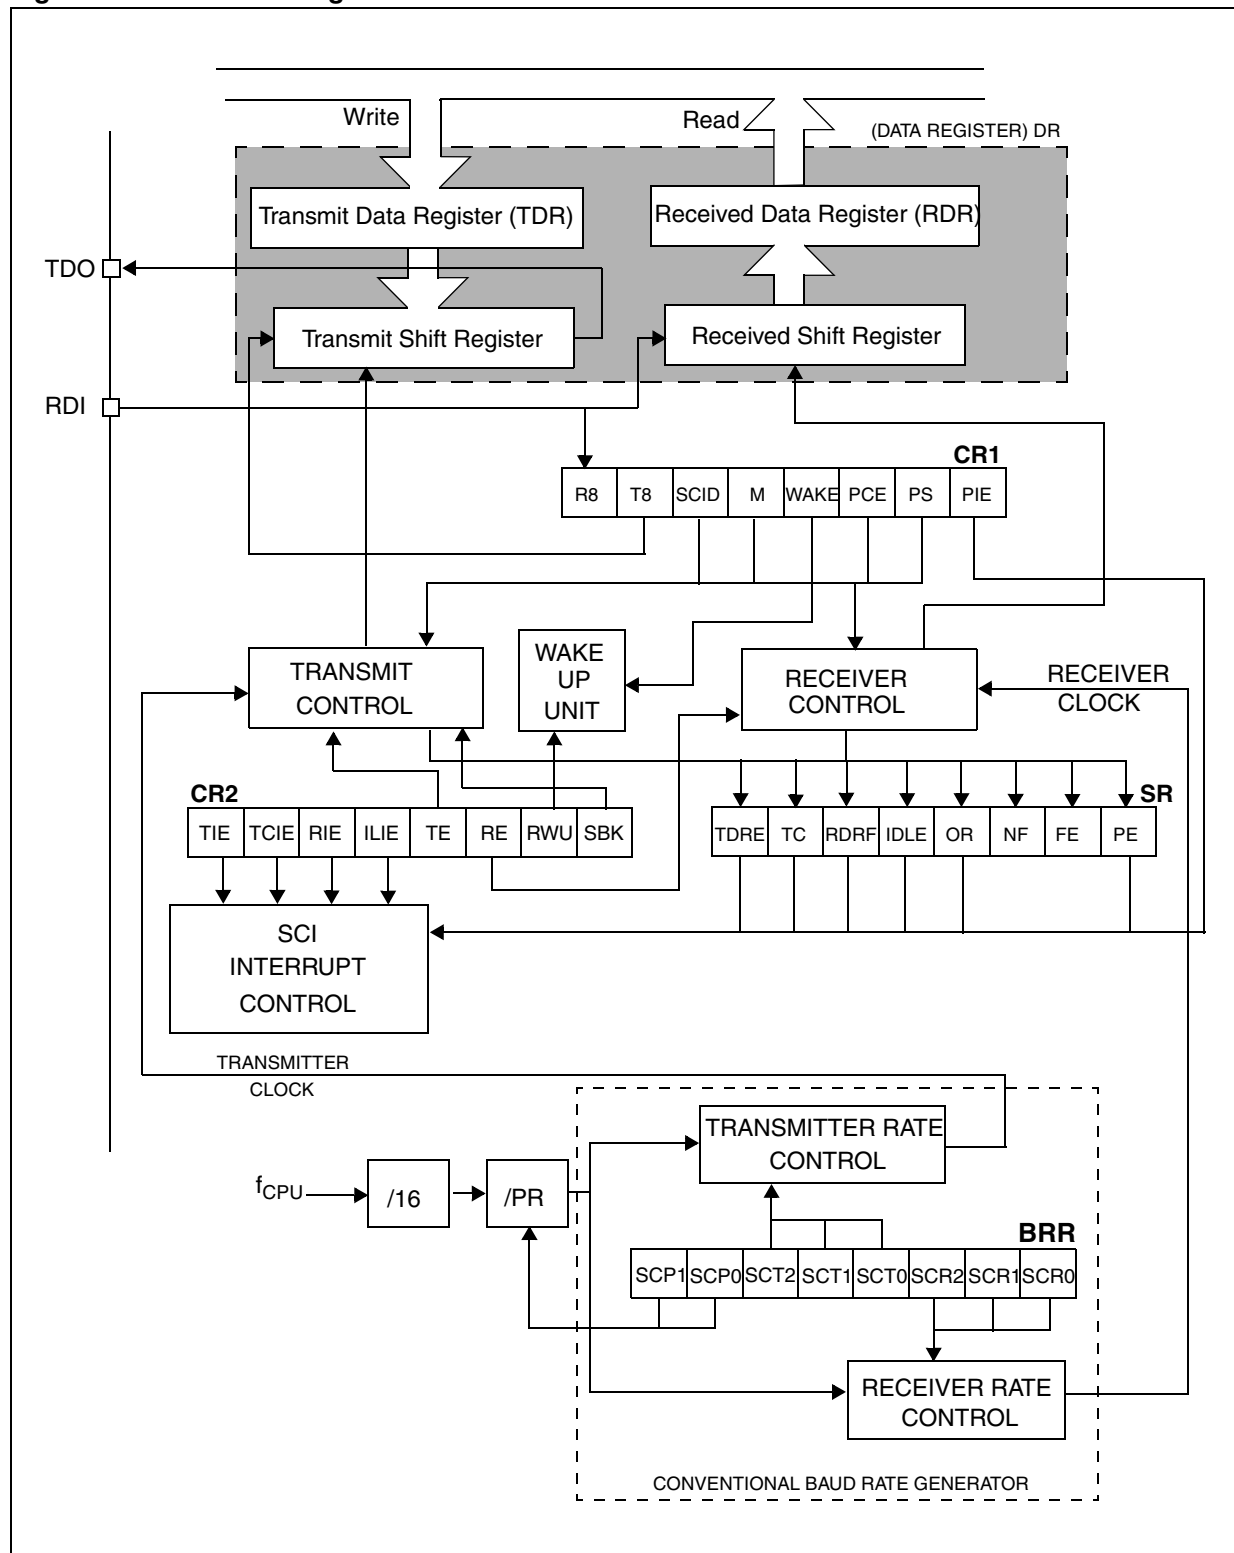 Write
Read
(DATA REGISTER) DR
Transmit Data Register (TDR)
Received Data Register (RDR)
TDO
Transmit Shift Register
Received Shift Register
RDI
CR1
R8 T8 SCID M WAKE PCE PS PIE
TRANSMIT
CONTROL
WAKE
UP
UNIT
RECEIVER
CONTROL
RECEIVER
CLOCK
CR2
TIE TCIE RIE ILIE TE RE RWU SBK
SR
TDRE TC RDRF IDLE OR NF FE PE
SCI
INTERRUPT
CONTROL
TRANSMITTER
CLOCK
TRANSMITTER RATE
CONTROL
fCPU
/16
/PR
BRR
SCP1 SCP0 SCT2 SCT1 SCT0 SCR2 SCR1 SCR0
RECEIVER RATE
CONTROL
CONVENTIONAL BAUD RATE GENERATOR